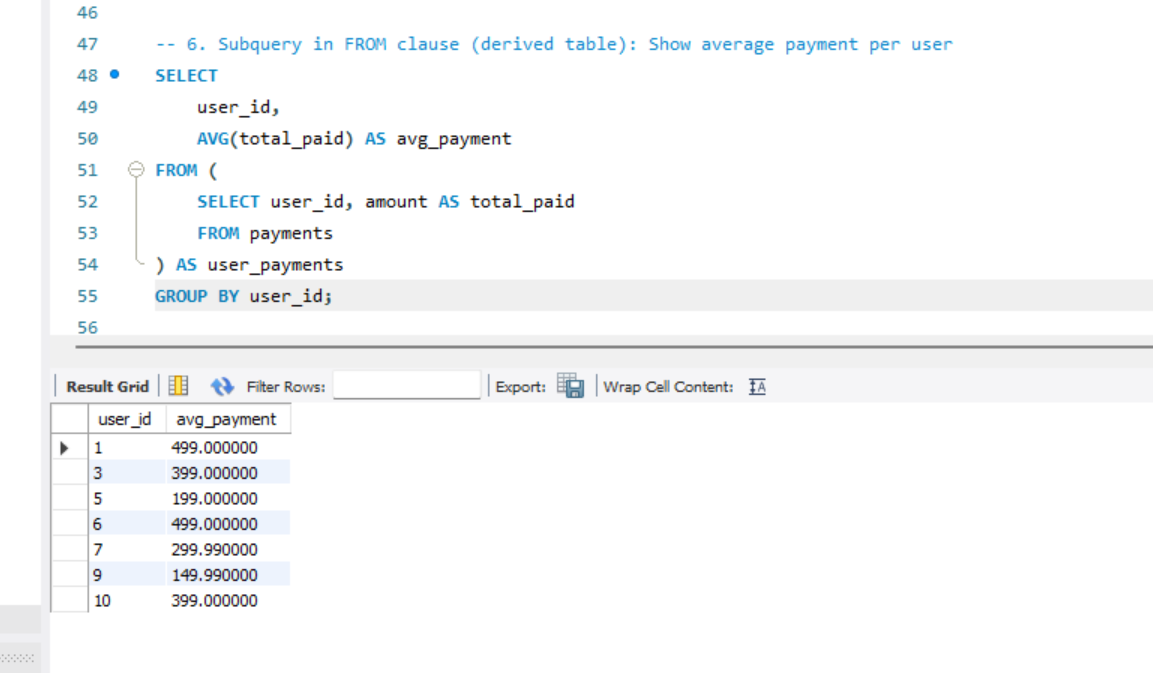 46
47 -- 6. Subquery in FROM clause (derived table): Show average payment per user
48 SELECT
49 user_id,
50 AVG(total_paid) AS avg_payment
51 FROM (
52 SELECT user_id, amount AS total_paid
53 FROM payments
54 ) AS user_payments
55 GROUP BY user_id;
56
Result Grid Filter Rows: Export: Wrap Cell Content: IA
user_id avg_payment
1 499.000000
3 399.000000
5 199.000000
6 499.000000
7 299.990000
9 149.990000
10 399.000000